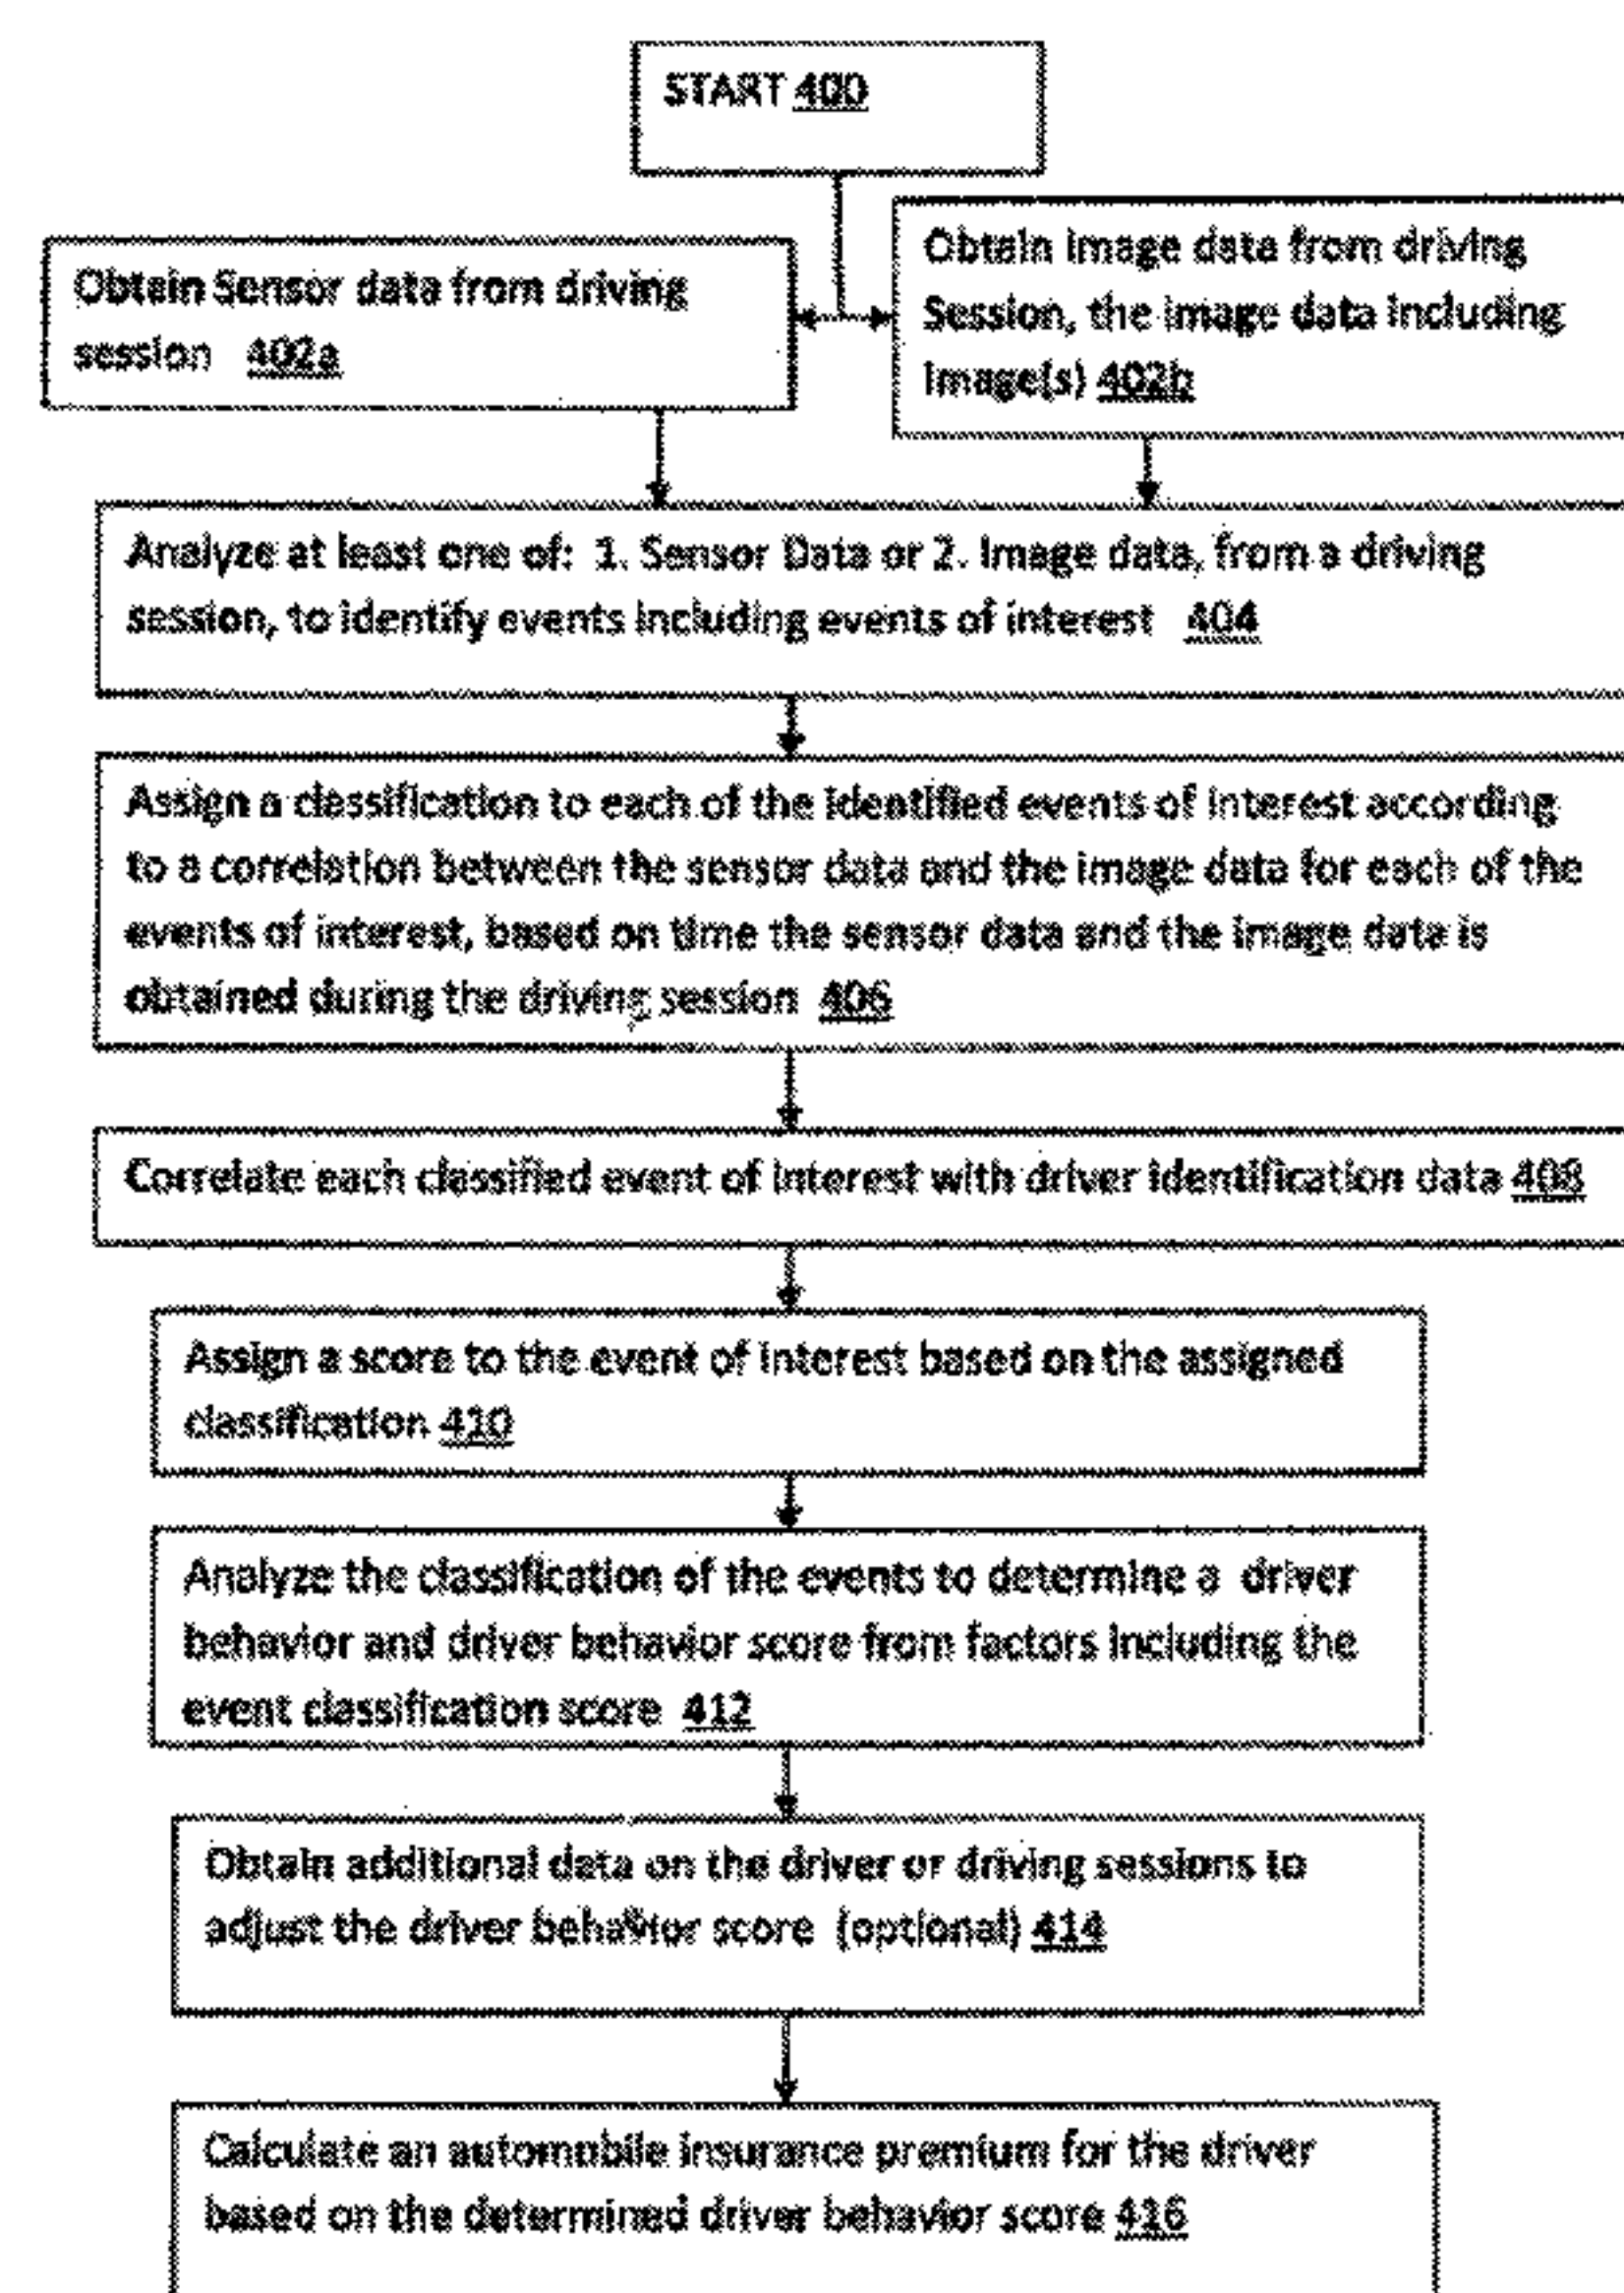 START 400
Obtain Sensor data from driving
session 402a
Obtain image data from driving
Session, the image data including
image(s) 402b
Analyze at least one of: 1. Sensor Data or 2. Image data, from a driving
session, to identify events including events of interest 404
Assign a classification to each of the identified events of interest according
to a correlation between the sensor data and the image data for each of the
events of interest, based on time the sensor data and the image data is
obtained during the driving session 406
Correlate each classified event of interest with driver identification data 408
Assign a score to the event of interest based on the assigned
classification 410
Analyze the classification of the events to determine a driver
behavior and driver behavior score from factors including the
event classification score 412
Obtain additional data on the driver or driving sessions to
adjust the driver behavior score (optional) 414
Calculate an automobile insurance premium for the driver
based on the determined driver behavior score 416